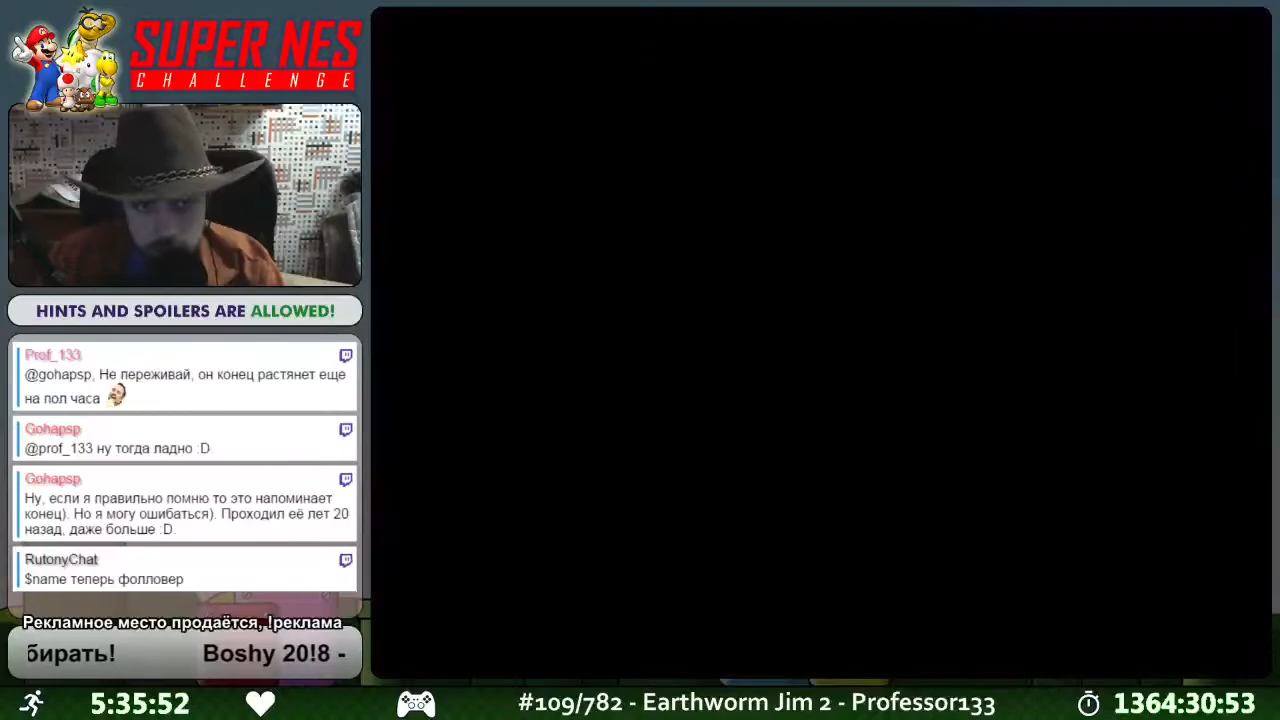 SUPER NES
CHALLENGE
HINTS AND SPOILERS ARE ALLOWED!
Prof_133
@gohapsp, Не переживай, он конец растянет еще
на пол часа
Gohapsp
@prof_133 ну тогда ладно :D
Gohapsp
Ну, если я правильно помню то это напоминает
конец). Но я могу ошибаться). Проходил её лет 20
назад, даже больше :D.
RutonyChat
$name теперь фолловер
Рекламное место продаётся, !реклама
бирать! Boshy 20!8 -
5:35:52
#109/782 - Earthworm Jim 2 - Professor133
1364:30:53